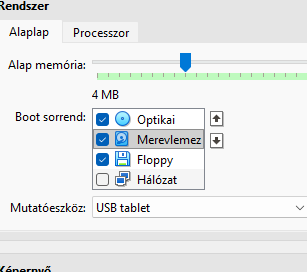 Rendszer
Alaplap Processzor
Alap memória:
4 MB
Boot sorrend: Optikai
Merevlemez
Floppy
Hálózat
Mutatóeszköz: USB tablet
Képernyő